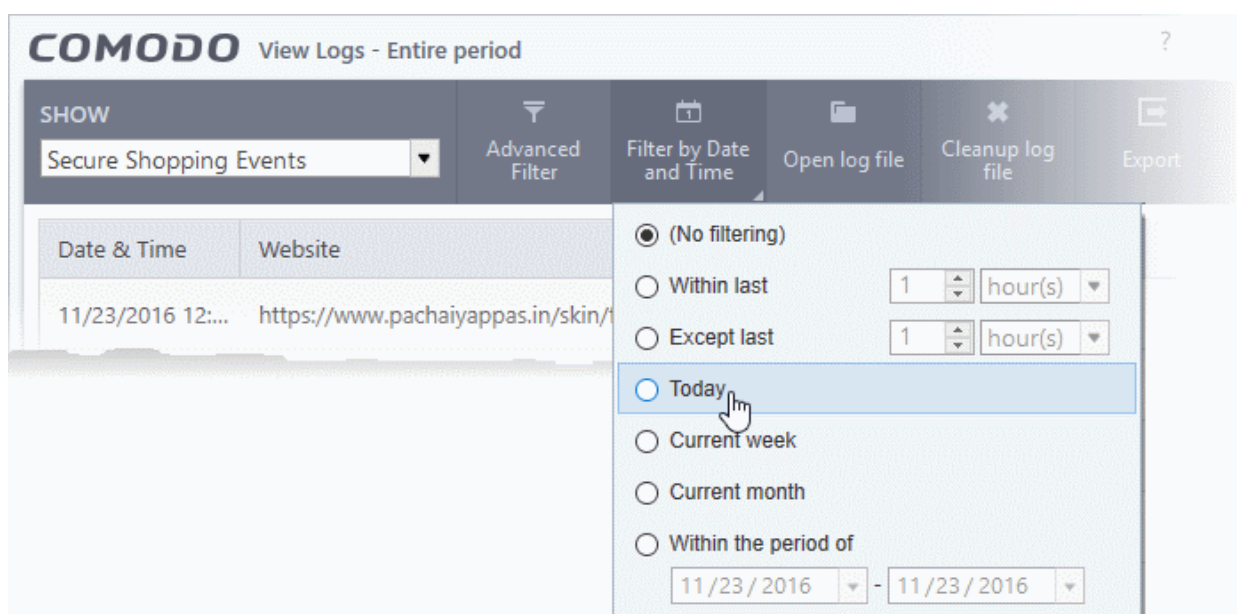 COMODO View Logs - Entire period ?
SHOW
Secure Shopping Events
Advanced
Filter
Filter by Date
and Time
Open log file
Cleanup log
file
Export
Date & Time Website
11/23/2016 12:... https://www.pachaiyappas.in/skin/
(No filtering)
Within last 1 hour(s)
Except last 1 hour(s)
Today
Current week
Current month
Within the period of
11/23/2016 - 11/23/2016